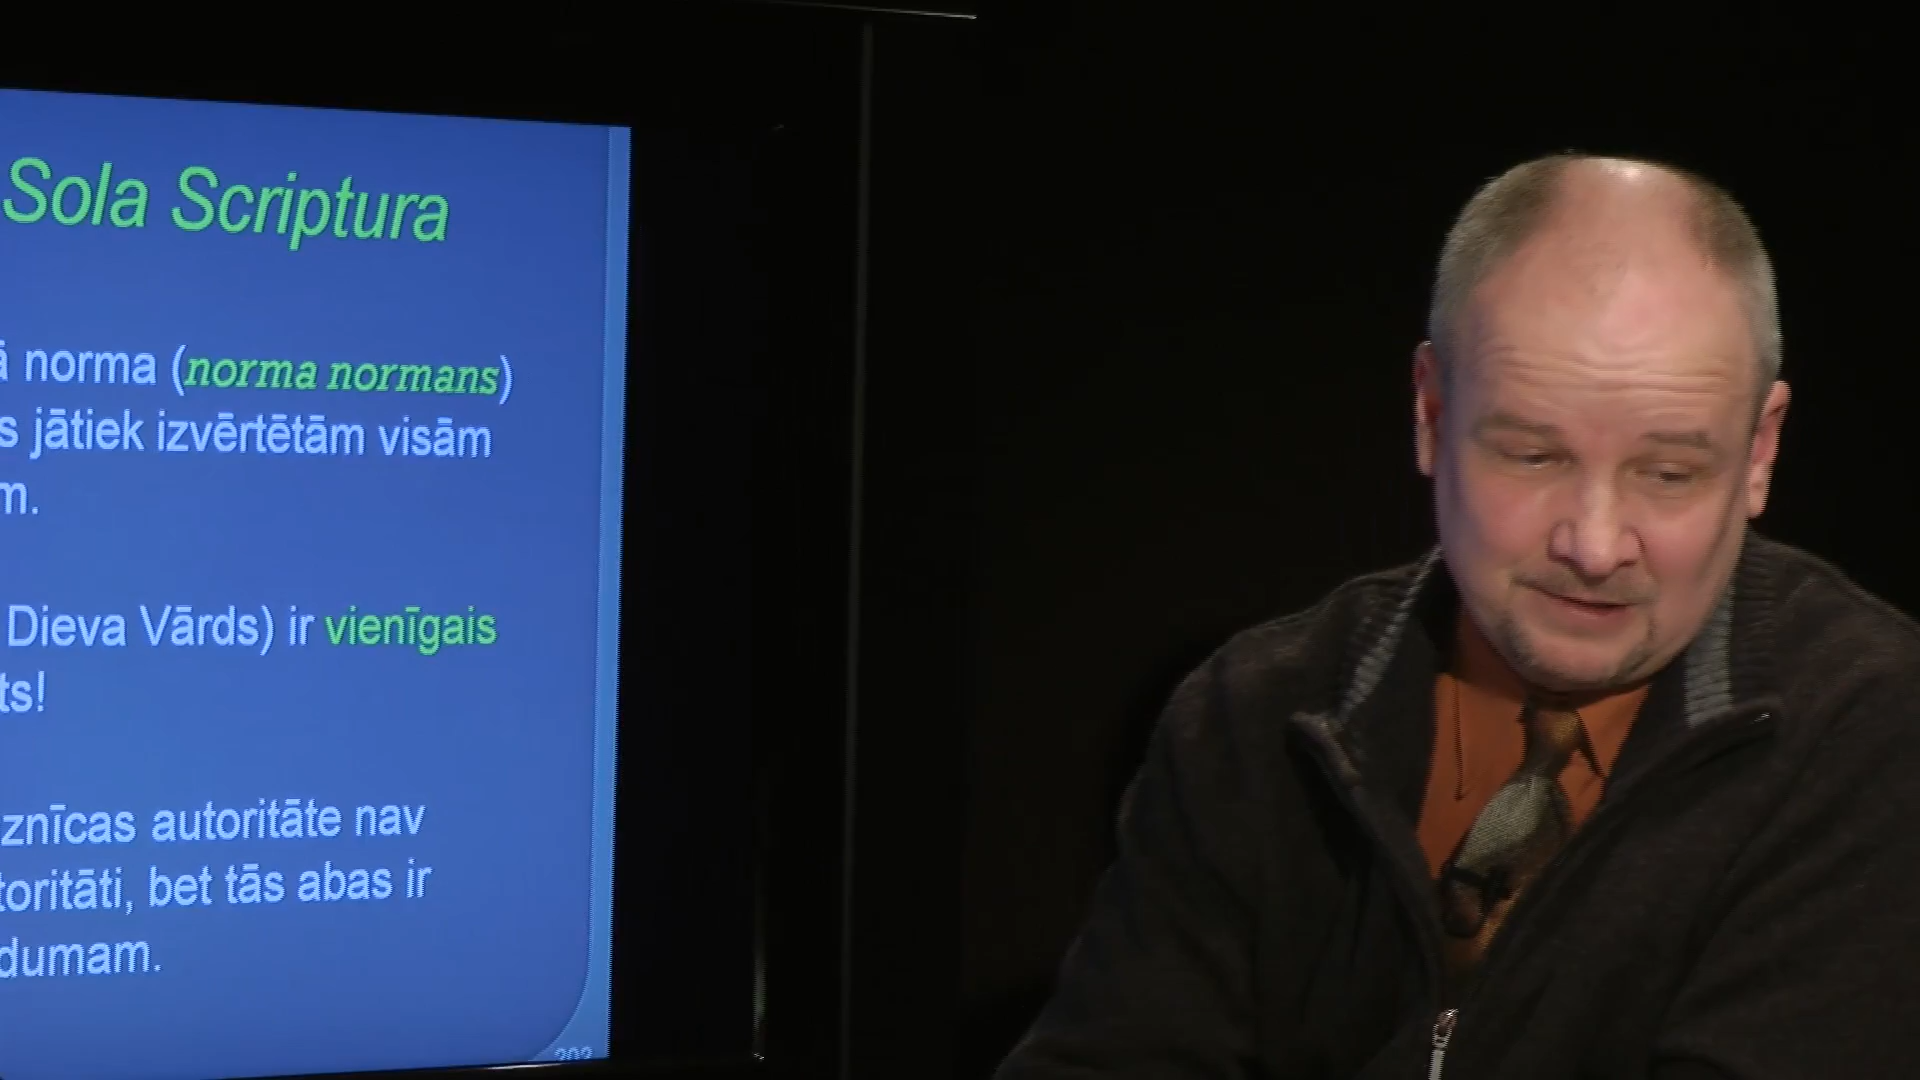 Sola Scriptura
ā norma (norma normans)
s jātiek izvērtētām visām
m.
Dieva Vārds) ir vienīgais
ts!
znīcas autoritāte nav
toritāti, bet tās abas ir
dumam.